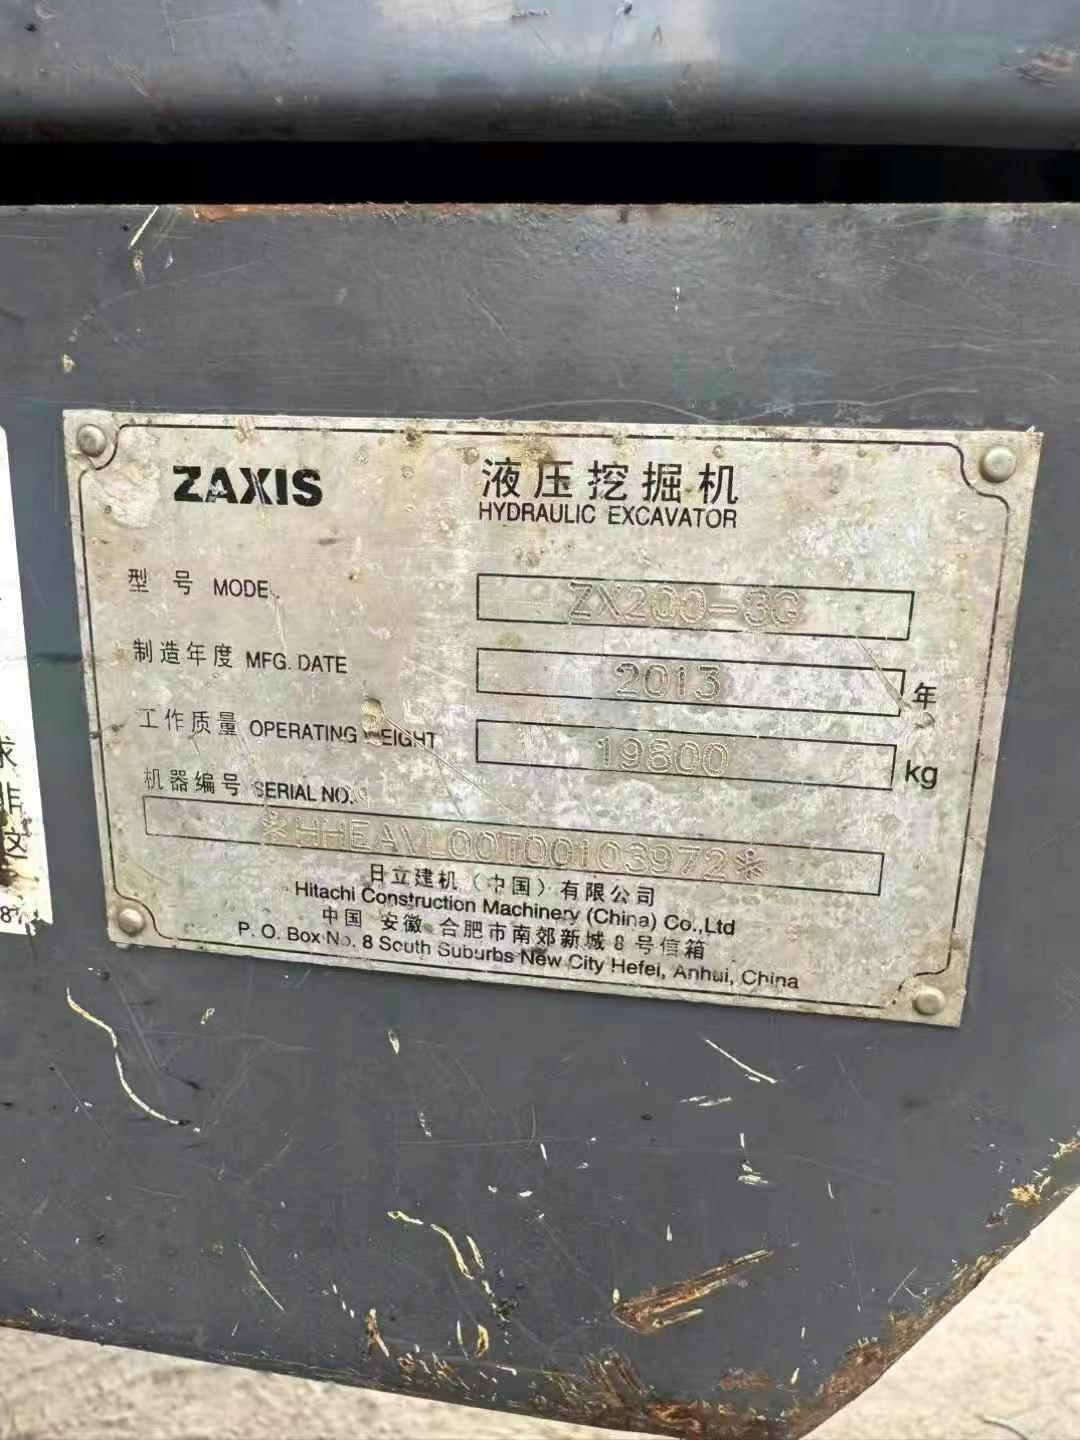 ZAXIS
液压挖掘机
HYDRAULIC EXCAVATOR
型号 MODEL ZX200-3G
制造年度 MFG. DATE 2013 年
工作质量 OPERATING WEIGHT 19800 kg
机器编号 SERIAL NO.
*HHEAVL00T00103972*
日立建机（中国）有限公司
Hitachi Construction Machinery (China) Co.,Ltd
中国 安徽 合肥市南郊新城8号信箱
P. O. Box No. 8 South Suburbs New City Hefei, Anhui, China